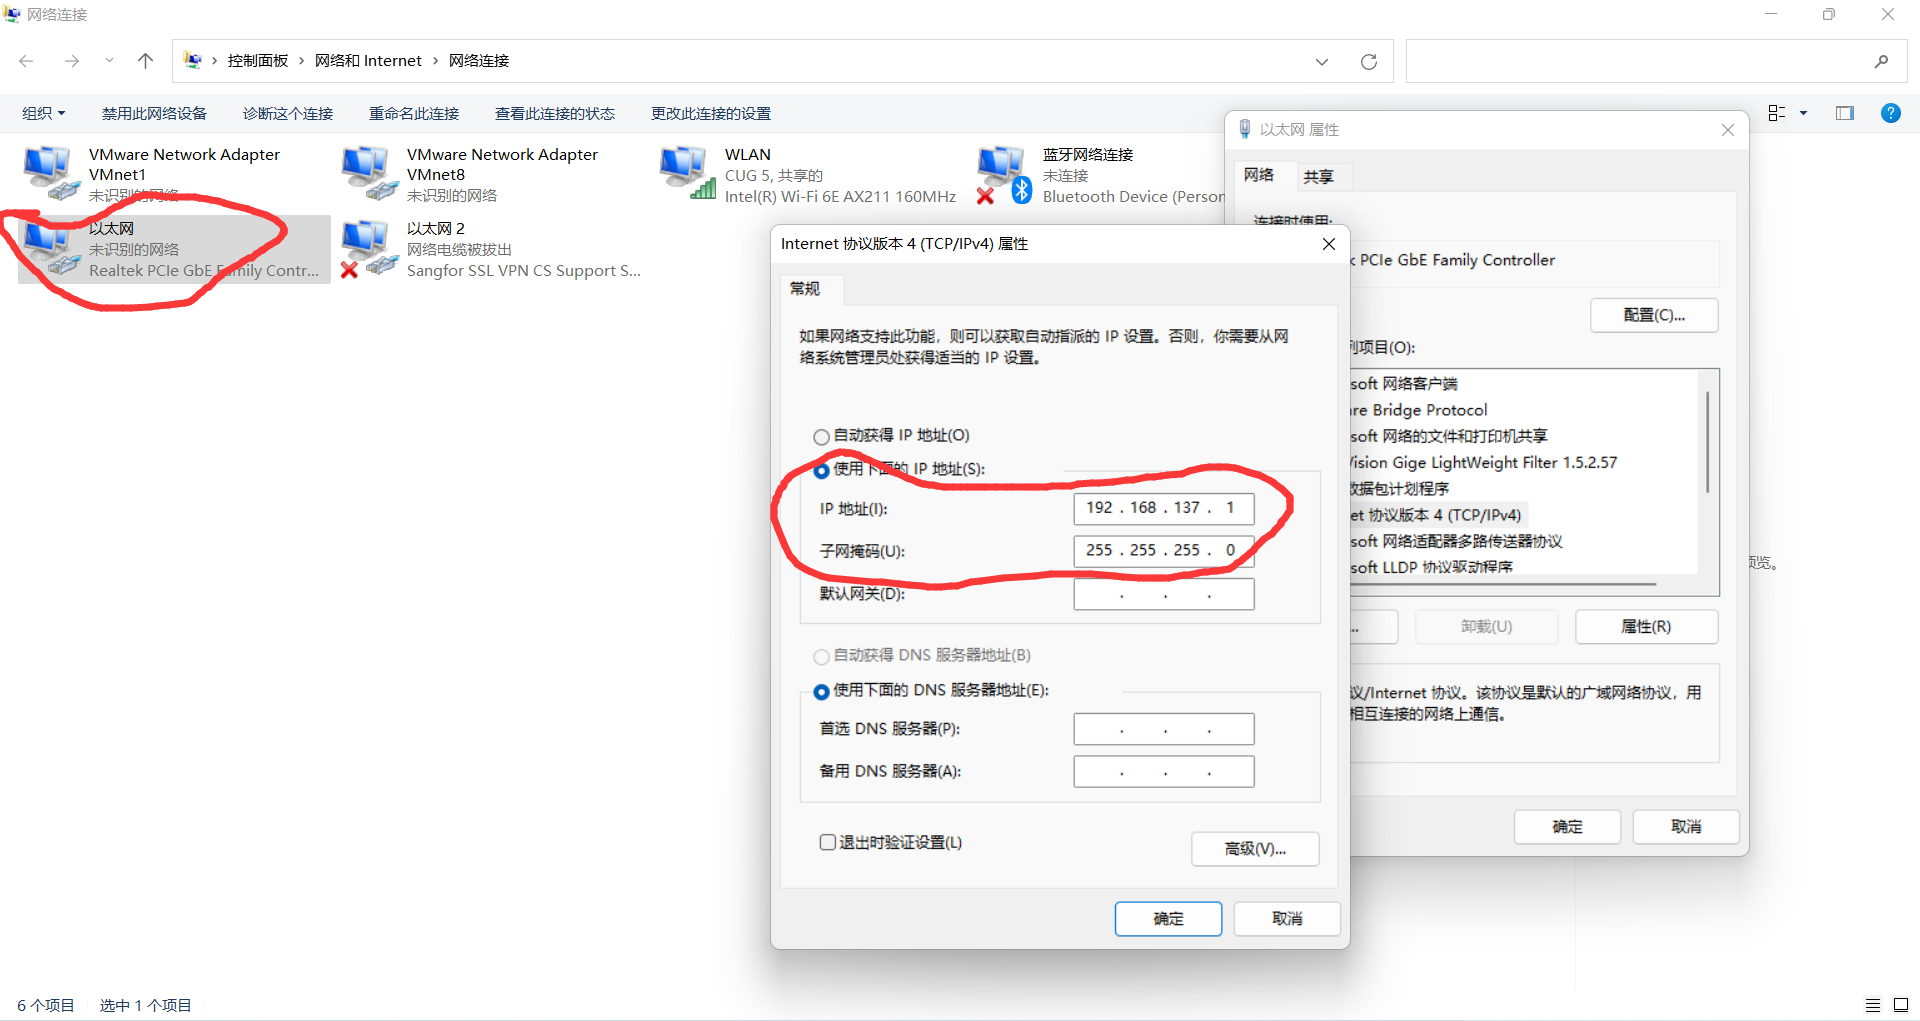 网络连接
控制面板 › 网络和 Internet › 网络连接
组织 禁用此网络设备 诊断这个连接 重命名此连接 查看此连接的状态 更改此连接的设置
VMware Network Adapter
VMnet1
未识别的网络
VMware Network Adapter
VMnet8
未识别的网络
WLAN
CUG 5, 共享的
Intel(R) Wi-Fi 6E AX211 160MHz
蓝牙网络连接
未连接
Bluetooth Device (Person
以太网
未识别的网络
Realtek PCIe GbE Family Contr...
以太网 2
网络电缆被拔出
Sangfor SSL VPN CS Support S...
以太网 属性
网络 共享
连接时使用:
PCIe GbE Family Controller
配置(C)...
列项目(O):
soft 网络客户端
re Bridge Protocol
soft 网络的文件和打印机共享
Vision Gige LightWeight Filter 1.5.2.57
数据包计划程序
et 协议版本 4 (TCP/IPv4)
soft 网络适配器多路传送器协议
soft LLDP 协议驱动程序
... 卸载(U) 属性(R)
议/Internet 协议。该协议是默认的广域网络协议，用
相互连接的网络上通信。
确定 取消
览。
Internet 协议版本 4 (TCP/IPv4) 属性
常规
如果网络支持此功能，则可以获取自动指派的 IP 设置。否则，你需要从网
络系统管理员处获得适当的 IP 设置。
自动获得 IP 地址(O)
使用下面的 IP 地址(S):
IP 地址(I): 192 . 168 . 137 . 1
子网掩码(U): 255 . 255 . 255 . 0
默认网关(D): . . .
自动获得 DNS 服务器地址(B)
使用下面的 DNS 服务器地址(E):
首选 DNS 服务器(P): . . .
备用 DNS 服务器(A): . . .
退出时验证设置(L)
高级(V)...
确定 取消
6 个项目 选中 1 个项目